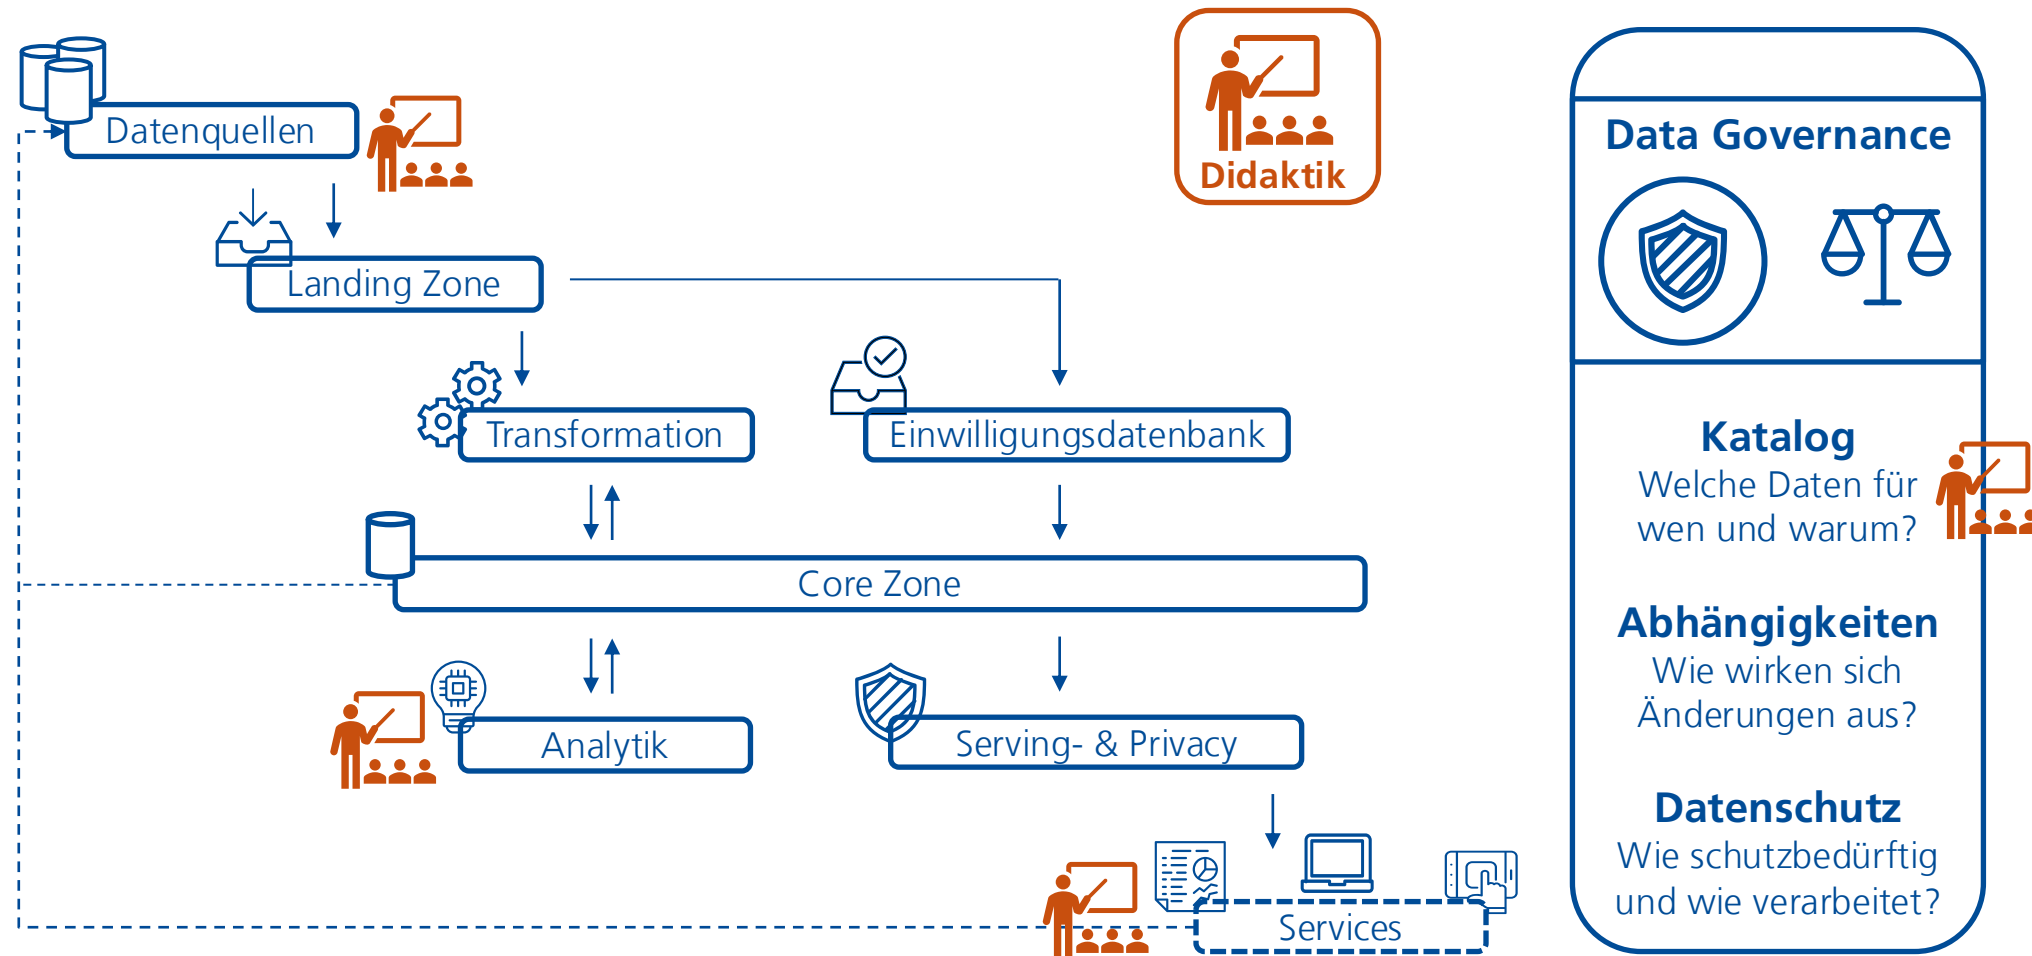 Datenquellen
Didaktik
Landing Zone
Transformation
Einwilligungsdatenbank
Core Zone
Analytik
Serving- & Privacy
Services
Data Governance
Katalog
Welche Daten für
wen und warum?
Abhängigkeiten
Wie wirken sich
Änderungen aus?
Datenschutz
Wie schutzbedürftig
und wie verarbeitet?